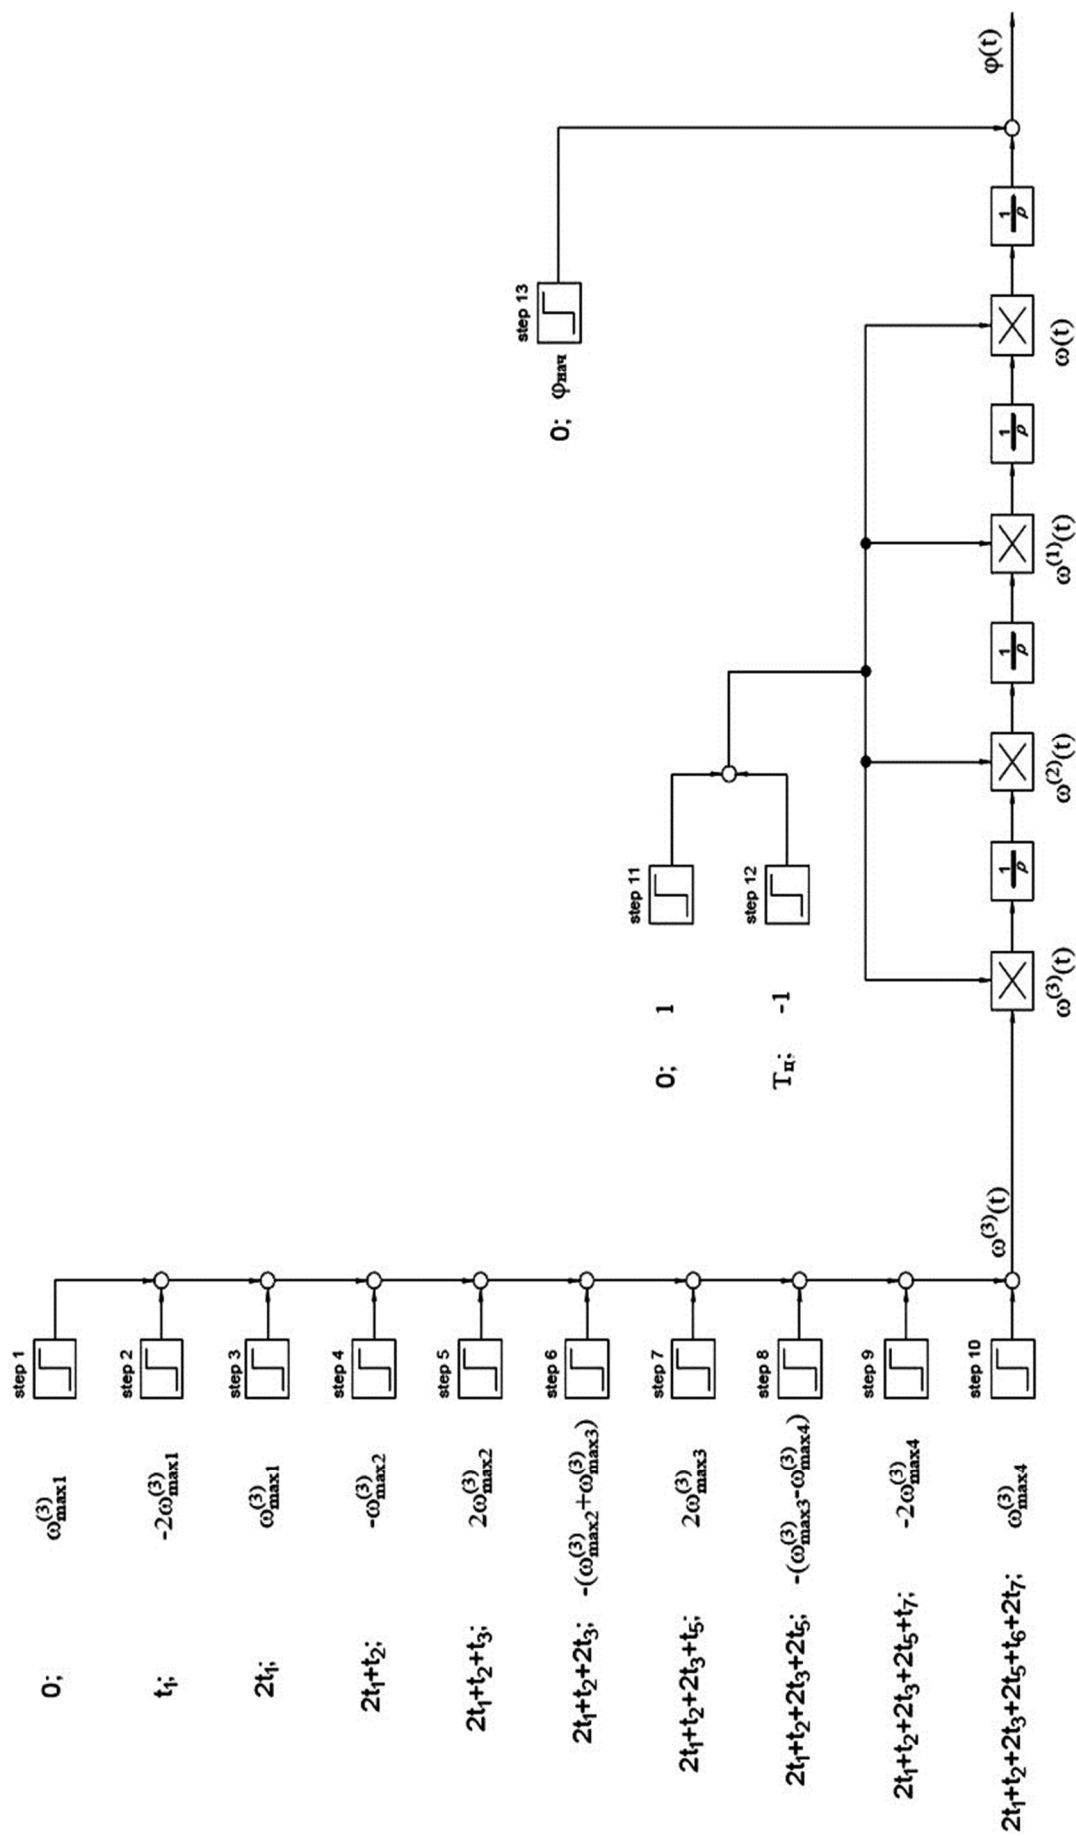 step 1
0; ω⁽³⁾max1
step 2
t₁; -2ω⁽³⁾max1
step 3
2t₁; ω⁽³⁾max1
step 4
2t₁+t₂; -ω⁽³⁾max2
step 5
2t₁+t₂+t₃; 2ω⁽³⁾max2
step 6
2t₁+t₂+2t₃; -(ω⁽³⁾max2+ω⁽³⁾max3)
step 7
2t₁+t₂+2t₃+t₅; 2ω⁽³⁾max3
step 8
2t₁+t₂+2t₃+2t₅; -(ω⁽³⁾max3-ω⁽³⁾max4)
step 9
2t₁+t₂+2t₃+2t₅+t₇; -2ω⁽³⁾max4
step 10
2t₁+t₂+2t₃+2t₅+t₆+2t₇; ω⁽³⁾max4
ω⁽³⁾(t)
step 11
0; 1
step 12
Tц; -1
step 13
0; φнач
ω⁽³⁾(t)
1/p
ω⁽²⁾(t)
1/p
ω⁽¹⁾(t)
1/p
ω(t)
1/p
φ(t)